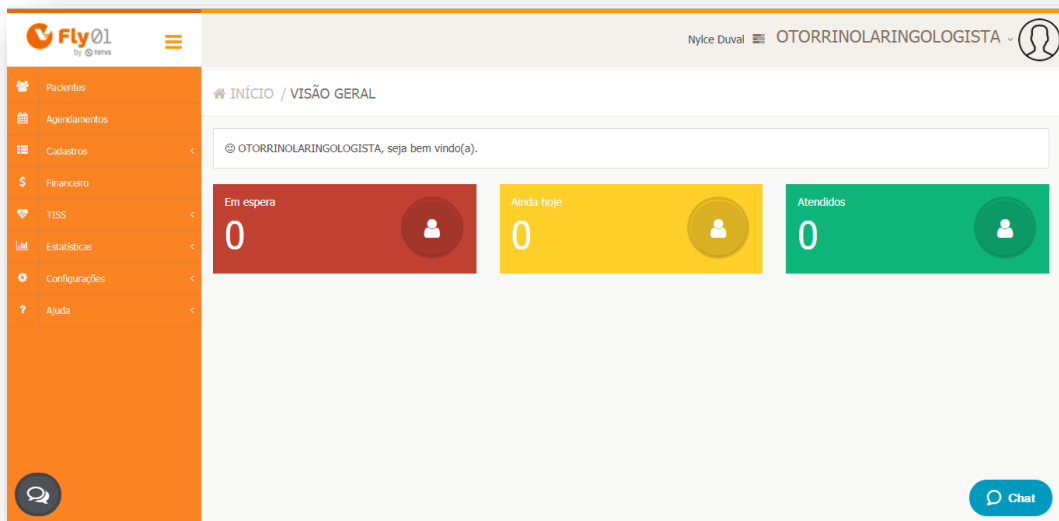 Fly01
by TOTVS
Nylce Duval OTORRINOLARINGOLOGISTA
Pacientes
Agendamentos
Cadastros
Financeiro
TISS
Estatísticas
Configurações
Ajuda
INÍCIO / VISÃO GERAL
OTORRINOLARINGOLOGISTA, seja bem vindo(a).
Em espera
0
Ainda hoje
0
Atendidos
0
Chat